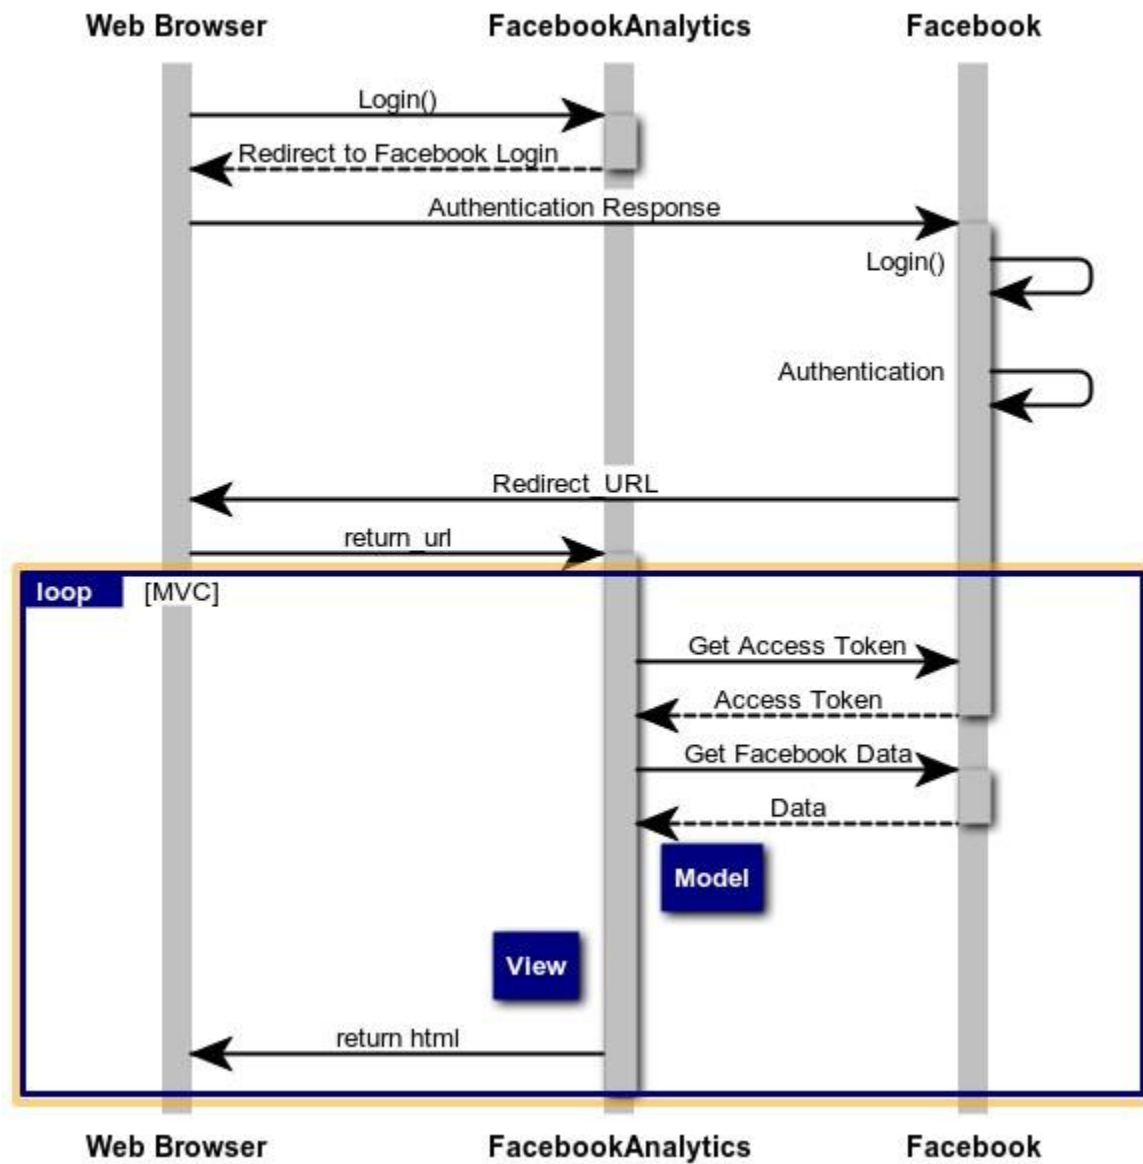 Web Browser
FacebookAnalytics
Facebook
Login()
Redirect to Facebook Login
Authentication Response
Login()
Authentication
Redirect_URL
return_url
loop
[MVC]
Get Access Token
Access Token
Get Facebook Data
Data
Model
View
return html
Web Browser
FacebookAnalytics
Facebook